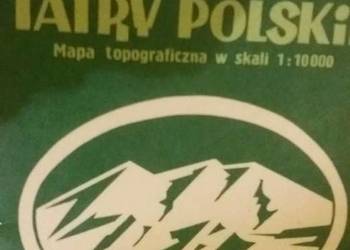 TATRY POLSKi
Mapa topograficzna w skali 1:10000